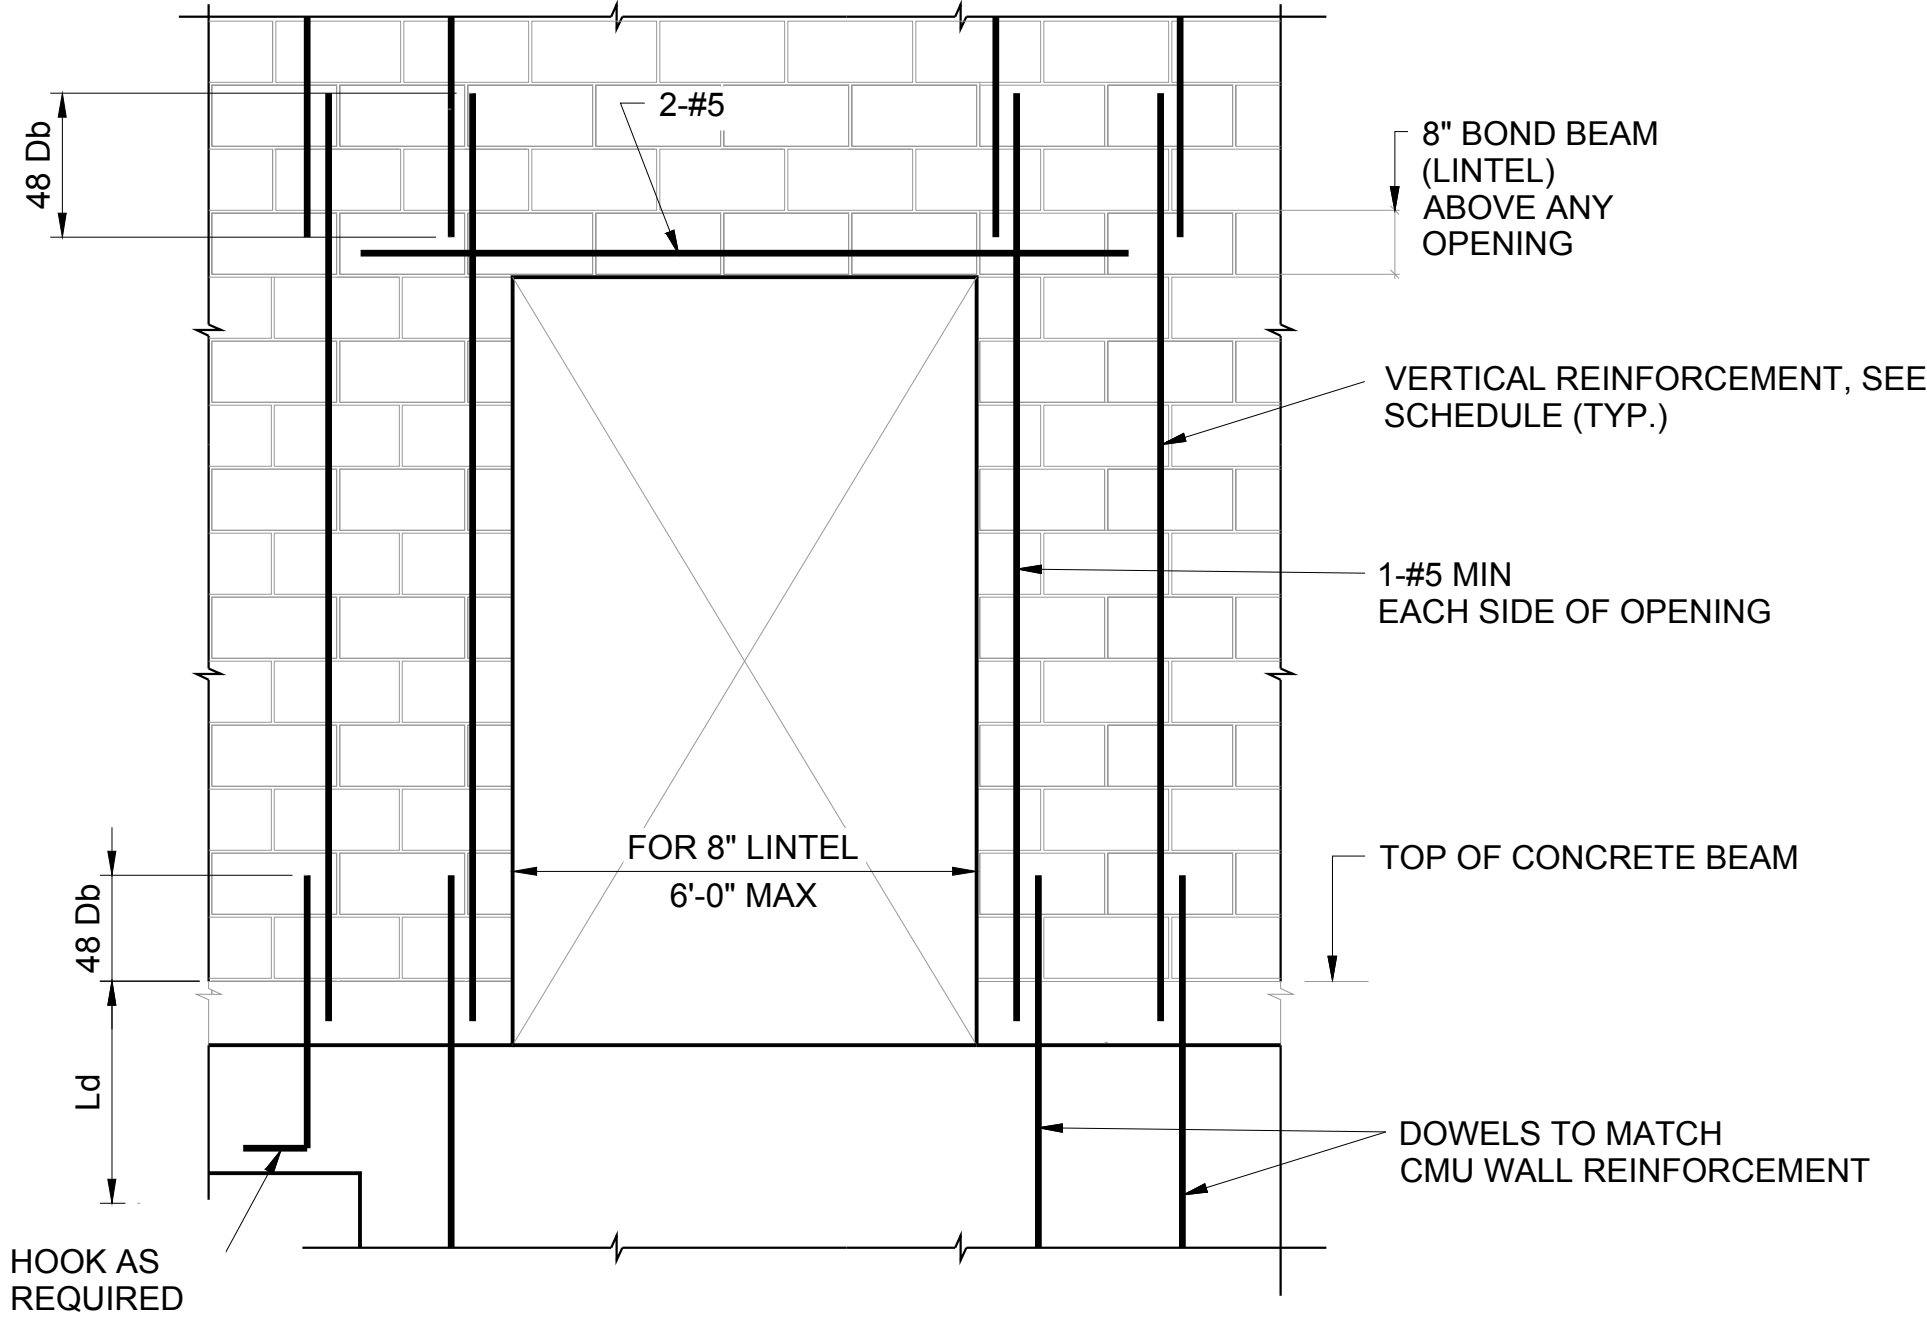 2-#5
48 Db
8" BOND BEAM
(LINTEL)
ABOVE ANY
OPENING
VERTICAL REINFORCEMENT, SEE
SCHEDULE (TYP.)
1-#5 MIN
EACH SIDE OF OPENING
FOR 8" LINTEL
6'-0" MAX
TOP OF CONCRETE BEAM
48 Db
Ld
DOWELS TO MATCH
CMU WALL REINFORCEMENT
HOOK AS
REQUIRED